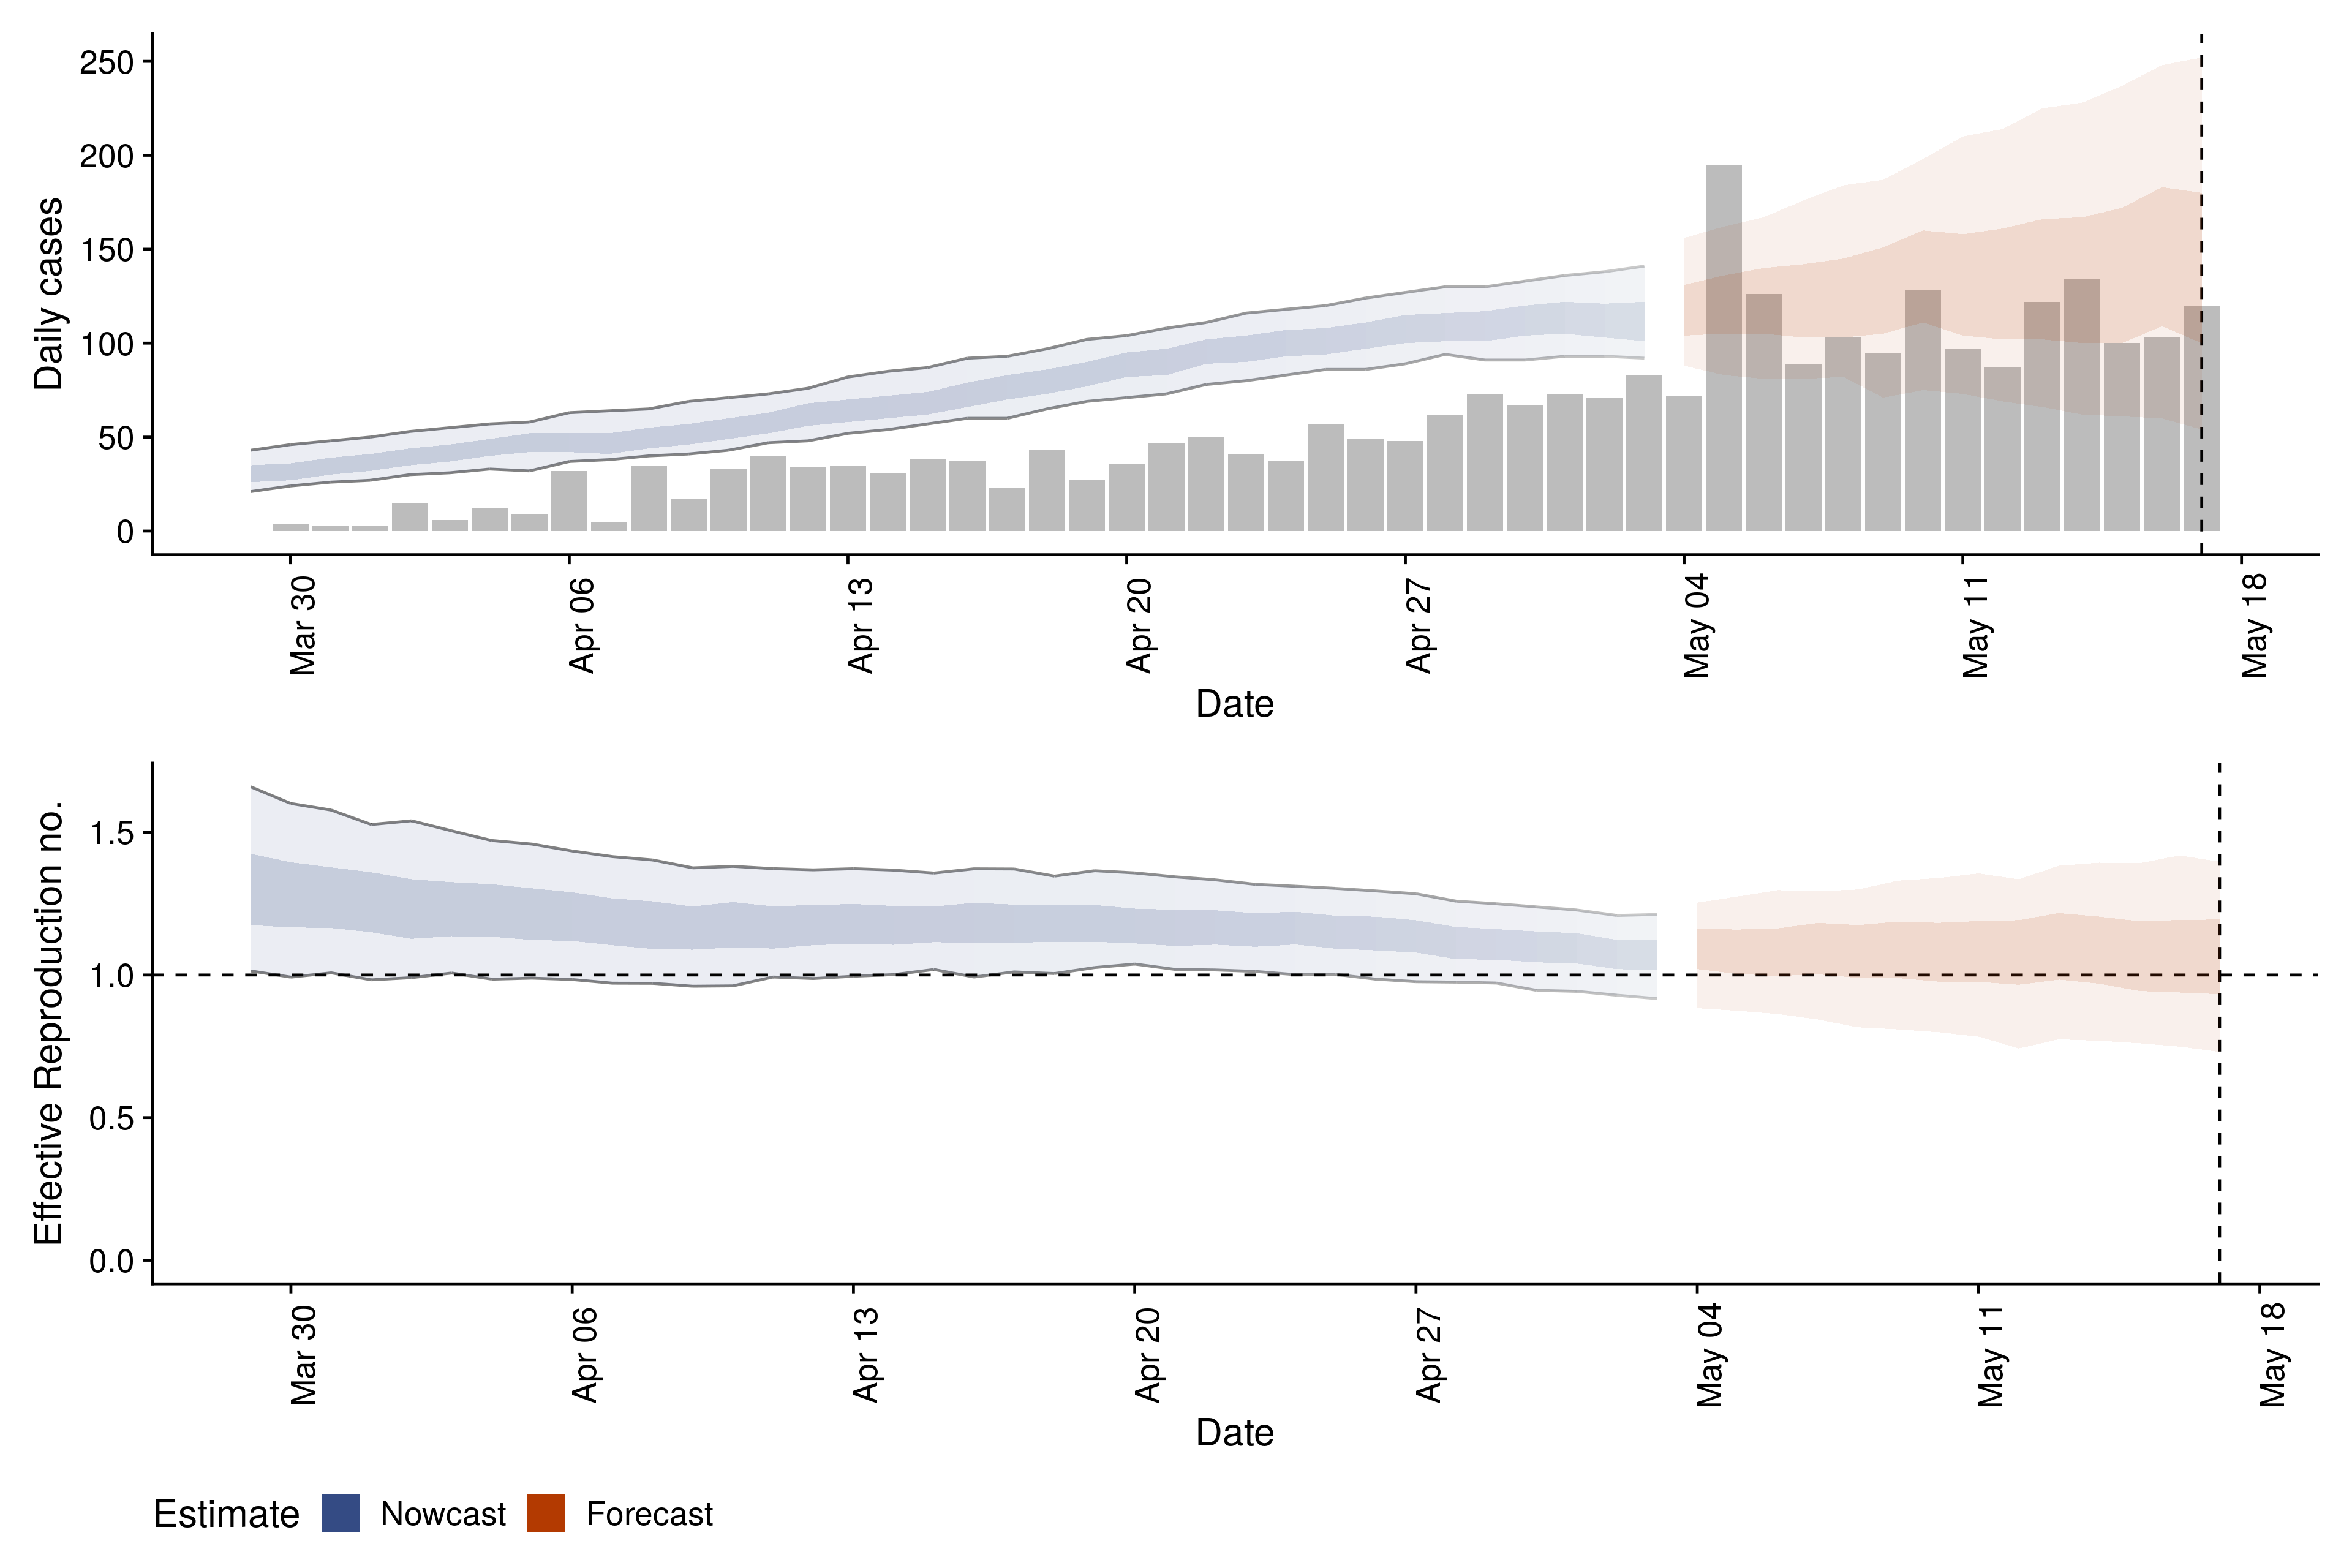 Daily cases
250
200
150
100
50
0
Mar 30
Apr 06
Apr 13
Apr 20
Apr 27
May 04
May 11
May 18
Date
Effective Reproduction no.
1.5
1.0
0.5
0.0
Mar 30
Apr 06
Apr 13
Apr 20
Apr 27
May 04
May 11
May 18
Date
Estimate Nowcast Forecast